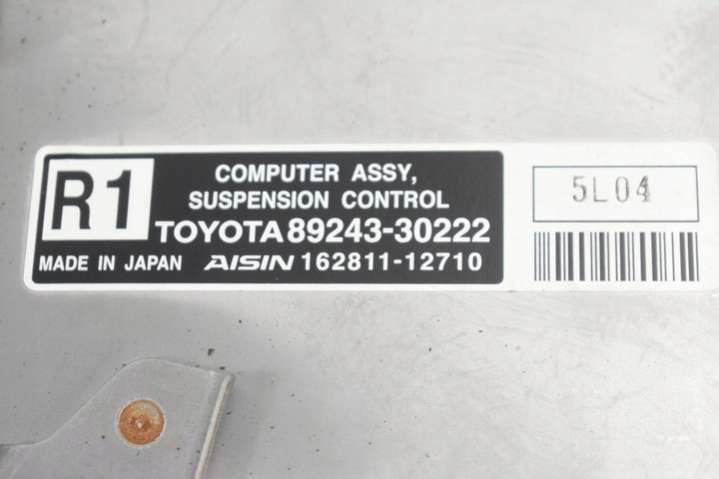 R1
COMPUTER ASSY,
SUSPENSION CONTROL
TOYOTA 89243-30222
MADE IN JAPAN AISIN 162811-12710
5L04